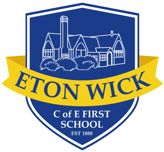 ETON WICK
C of E FIRST
SCHOOL
EST 1888